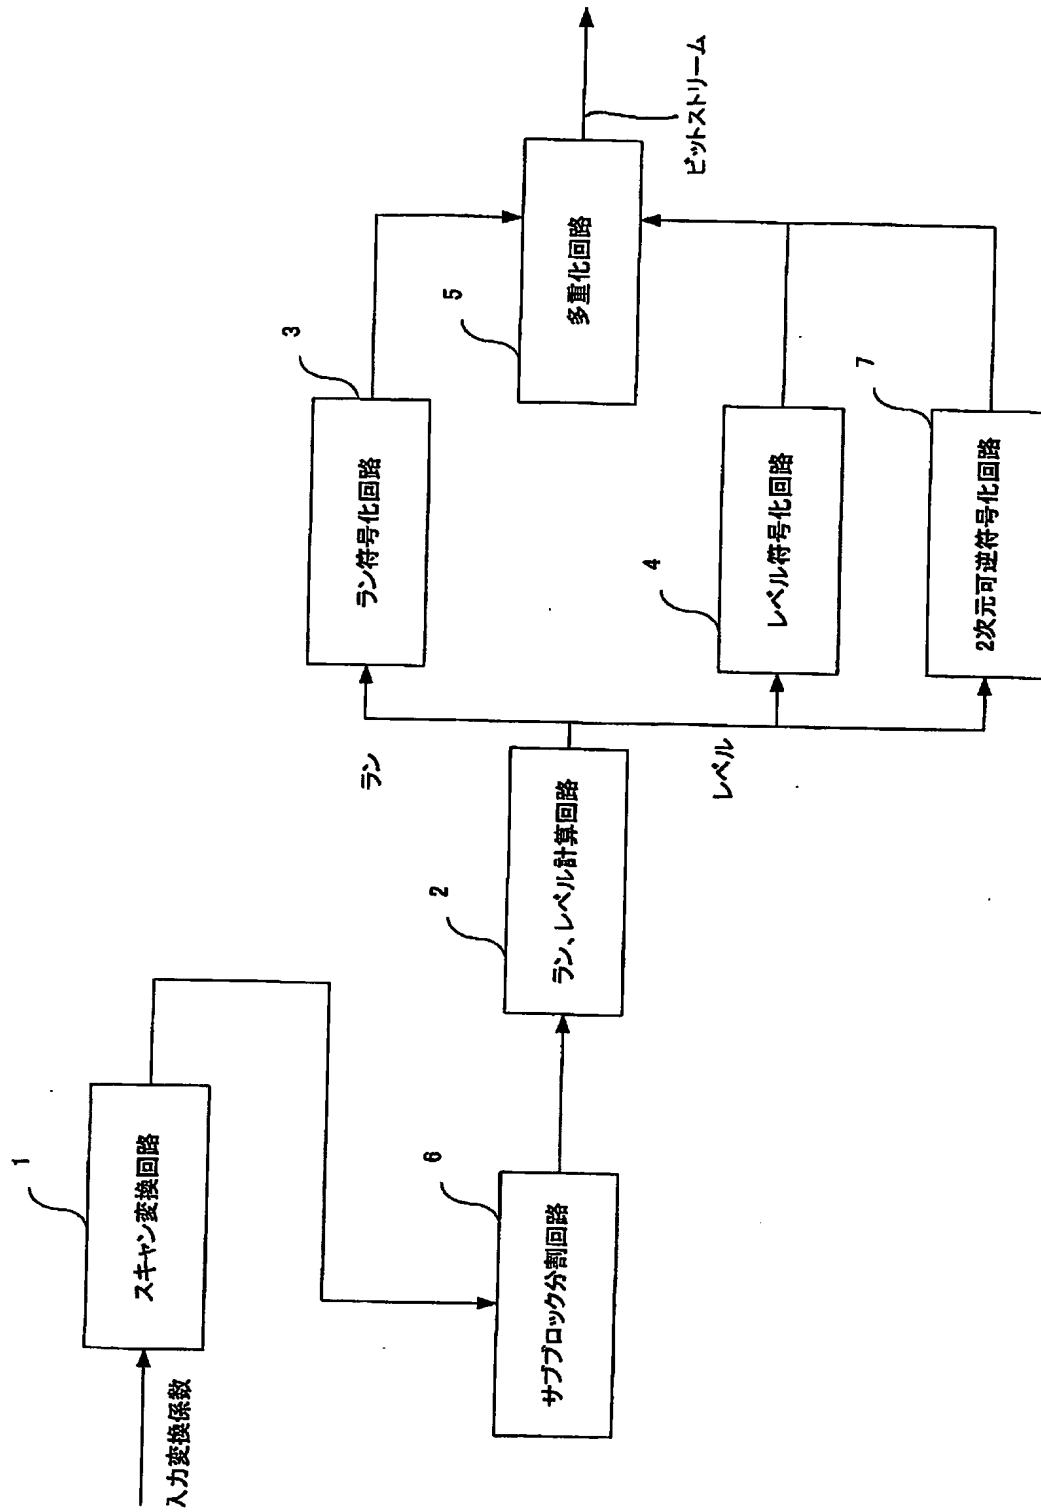 入力変換係数
1
スキャン変換回路
6
サブブロック分割回路
2
ラン、レベル計算回路
ラン
レベル
3
ラン符号化回路
4
レベル符号化回路
7
2次元可逆符号化回路
5
多重化回路
ビットストリーム